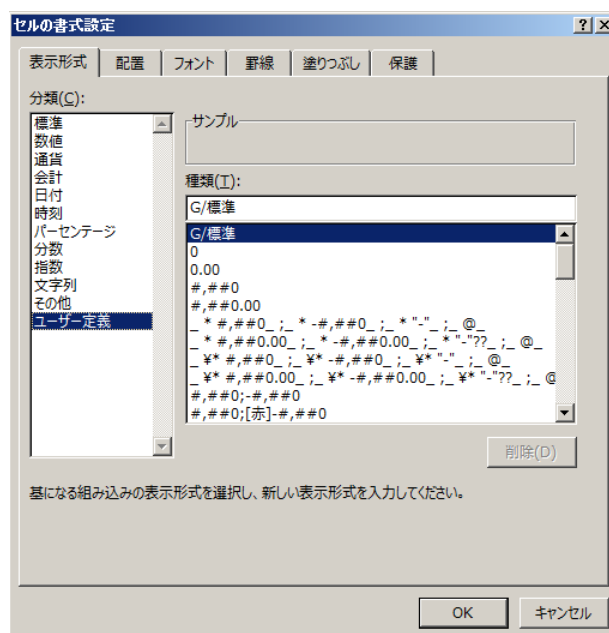 セルの書式設定
表示形式 配置 フォント 罫線 塗りつぶし 保護
分類(C):
標準
数値
通貨
会計
日付
時刻
パーセンテージ
分数
指数
文字列
その他
ユーザー定義
サンプル
種類(T):
G/標準
G/標準
0
0.00
#,##0
#,##0.00
_ * #,##0_ ;_ * -#,##0_ ;_ * "-"_ ;_ @_
_ * #,##0.00_ ;_ * -#,##0.00_ ;_ * "-"??_ ;_ @_
_ ¥* #,##0_ ;_ ¥* -#,##0_ ;_ ¥* "-"_ ;_ @_
_ ¥* #,##0.00_ ;_ ¥* -#,##0.00_ ;_ ¥* "-"??_ ;_ @
#,##0;-#,##0
#,##0;[赤]-#,##0
削除(D)
基になる組み込みの表示形式を選択し、新しい表示形式を入力してください。
OK キャンセル